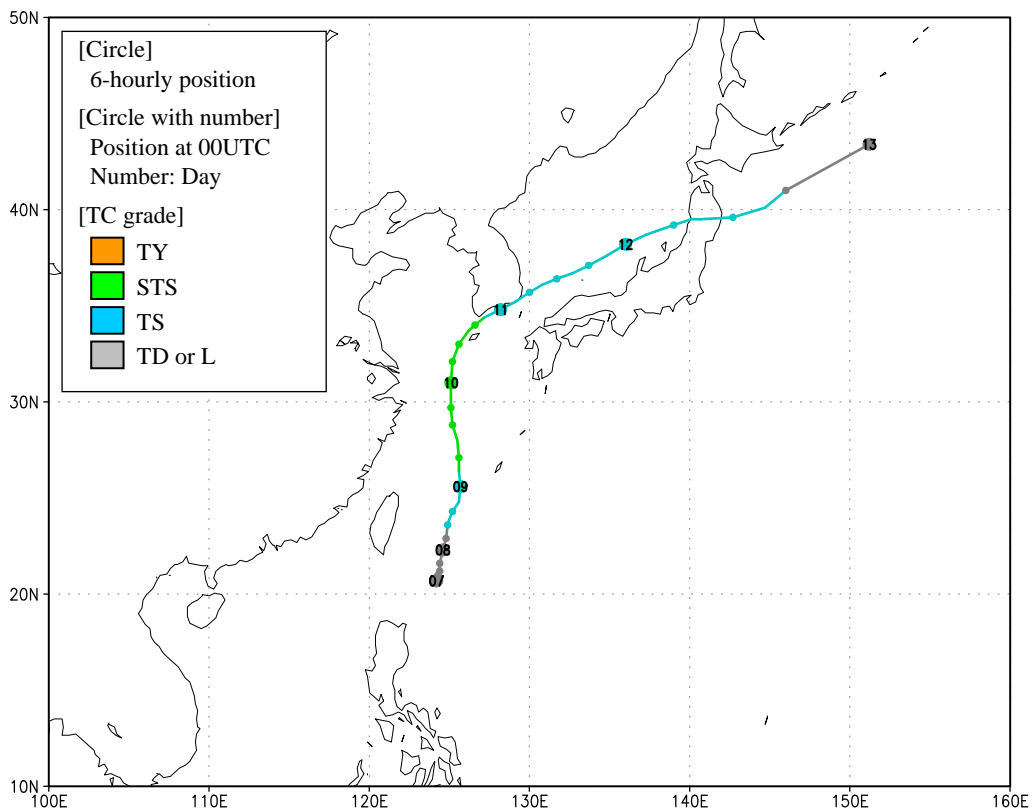 50N
[Circle]
6-hourly position
[Circle with number]
Position at 00UTC
Number: Day
[TC grade]
TY
STS
TS
TD or L
13
40N
12
11
10
30N
09
08
07
20N
10N
100E 110E 120E 130E 140E 150E 160E